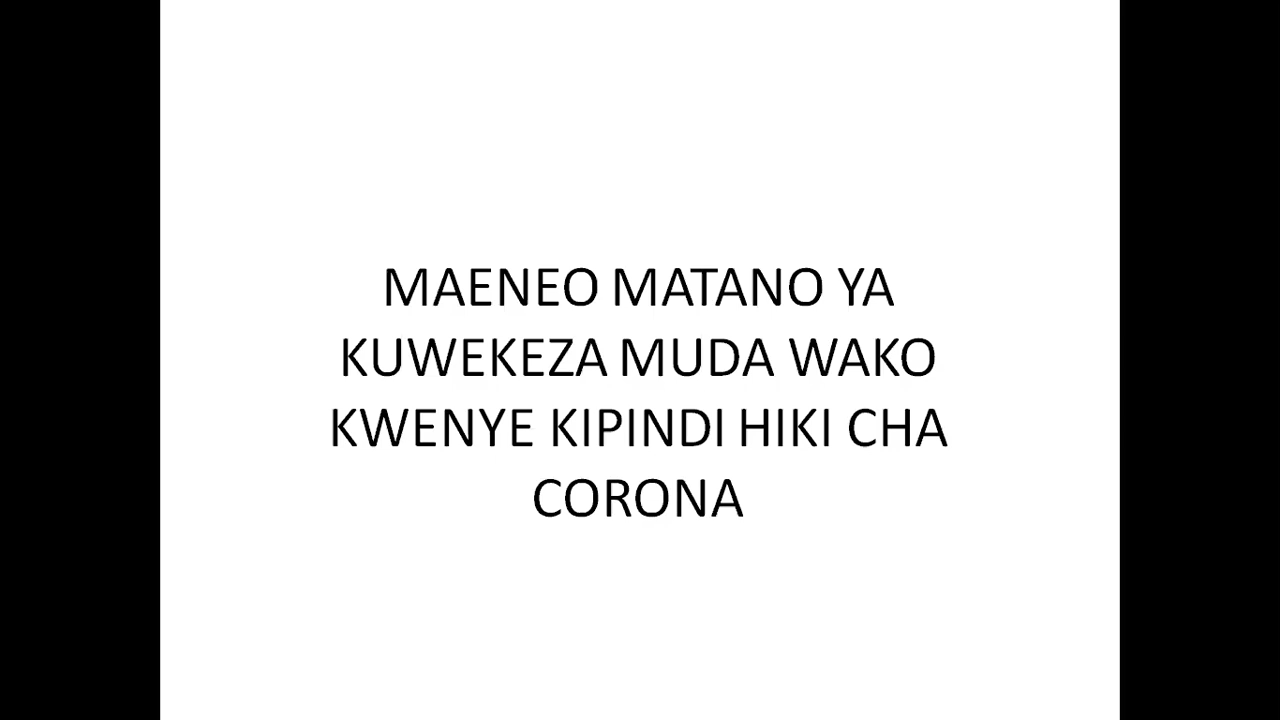 MAENEO MATANO YA
KUWEKEZA MUDA WAKO
KWENYE KIPINDI HIKI CHA
CORONA